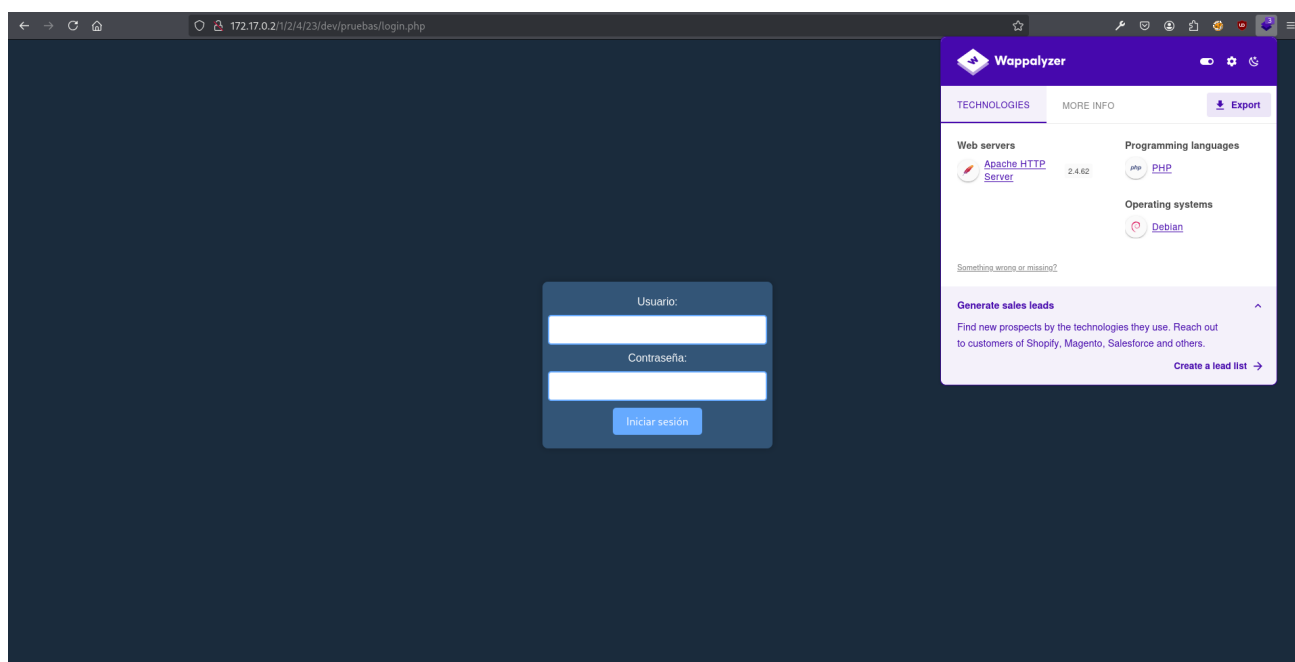 172.17.0.2/1/2/4/23/dev/pruebas/login.php
3
Wappalyzer
TECHNOLOGIES
MORE INFO
Export
Web servers
Apache HTTP
Server
2.4.62
Programming languages
php
PHP
Operating systems
Debian
Something wrong or missing?
Generate sales leads
Find new prospects by the technologies they use. Reach out
to customers of Shopify, Magento, Salesforce and others.
Create a lead list →
Usuario:
Contraseña:
Iniciar sesión